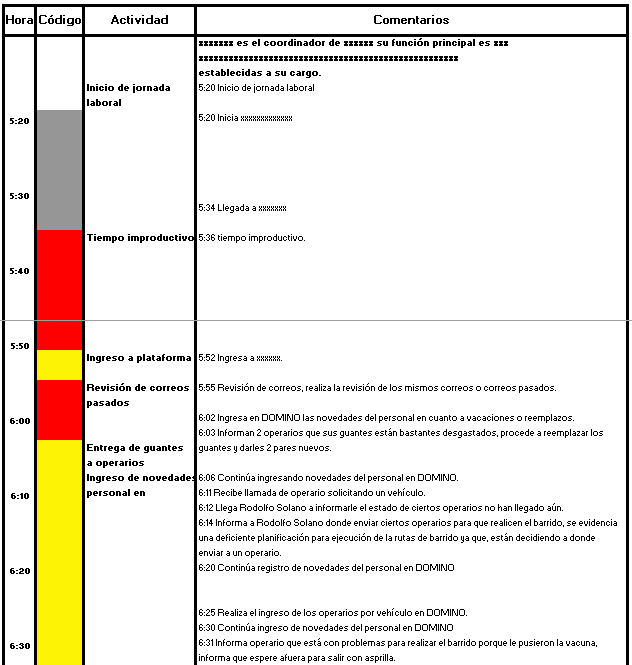 Hora Código Actividad Comentarios
xxxxxxx es el coordinador de xxxxxx su función principal es xxx
establecidas a su cargo.
Inicio de jornada 5:20 Inicio de jornada laboral
laboral
5:20 5:20 Inicia xxxxxxxxxxxxx
5:30
5:34 Llegada a xxxxxxx
Tiempo improductivo 5:36 tiempo improductivo.
5:40
5:50
Ingreso a plataforma 5:52 Ingresa a xxxxxx.
Revisión de correos 5:55 Revisión de correos, realiza la revisión de los mismos correos o correos pasados.
pasados
6:00 6:02 Ingresa en DOMINO las novedades del personal en cuanto a vacaciones o reemplazos.
6:03 Informan 2 operarios que sus guantes están bastantes desgastados, procede a reemplazar los
Entrega de guantes guantes y darles 2 pares nuevos.
a operarios
Ingreso de novedades 6:06 Continúa ingresando novedades del personal en DOMINO.
6:10 personal en 6:11 Recibe llamada de operario solicitando un vehículo.
6:12 Llega Rodolfo Solano a informarle el estado de ciertos operarios no han llegado aún.
6:14 Informa a Rodolfo Solano donde enviar ciertos operarios para que realicen el barrido, se evidencia
una deficiente planificación para ejecución de la rutas de barrido ya que, están decidiendo a donde
enviar a un operario.
6:20 6:20 Continúa registro de novedades del personal en DOMINO
6:25 Realiza el ingreso de los operarios por vehículo en DOMINO.
6:30 Continúa ingreso de novedades del personal en DOMINO
6:30 6:31 Informa operario que está con problemas para realizar el barrido porque le pusieron la vacuna,
informa que espere afuera para salir con asprilla.